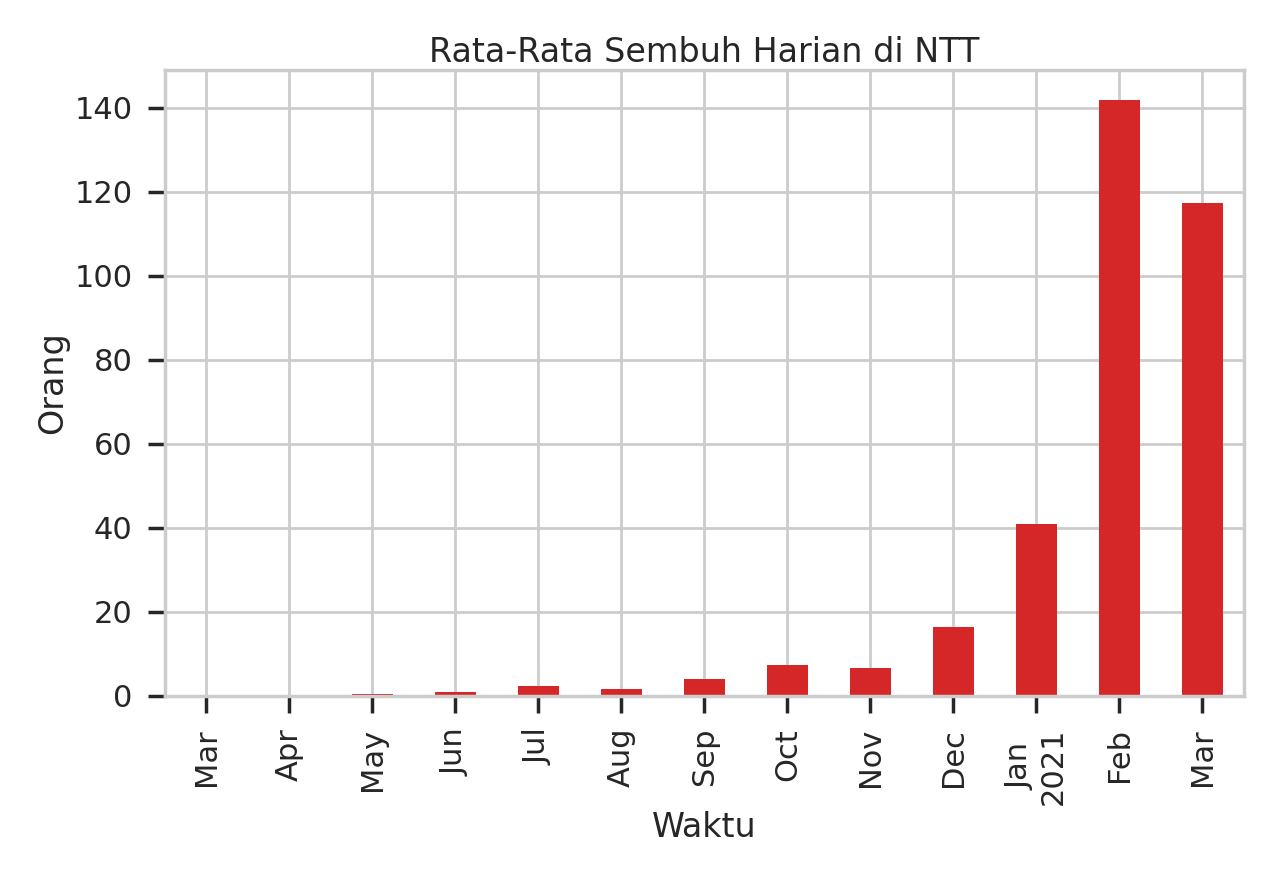 Rata-Rata Sembuh Harian di NTT
140
120
100
80
60
40
20
0
Orang
Mar
Apr
May
Jun
Jul
Aug
Sep
Oct
Nov
Dec
Jan
2021
Feb
Mar
Waktu